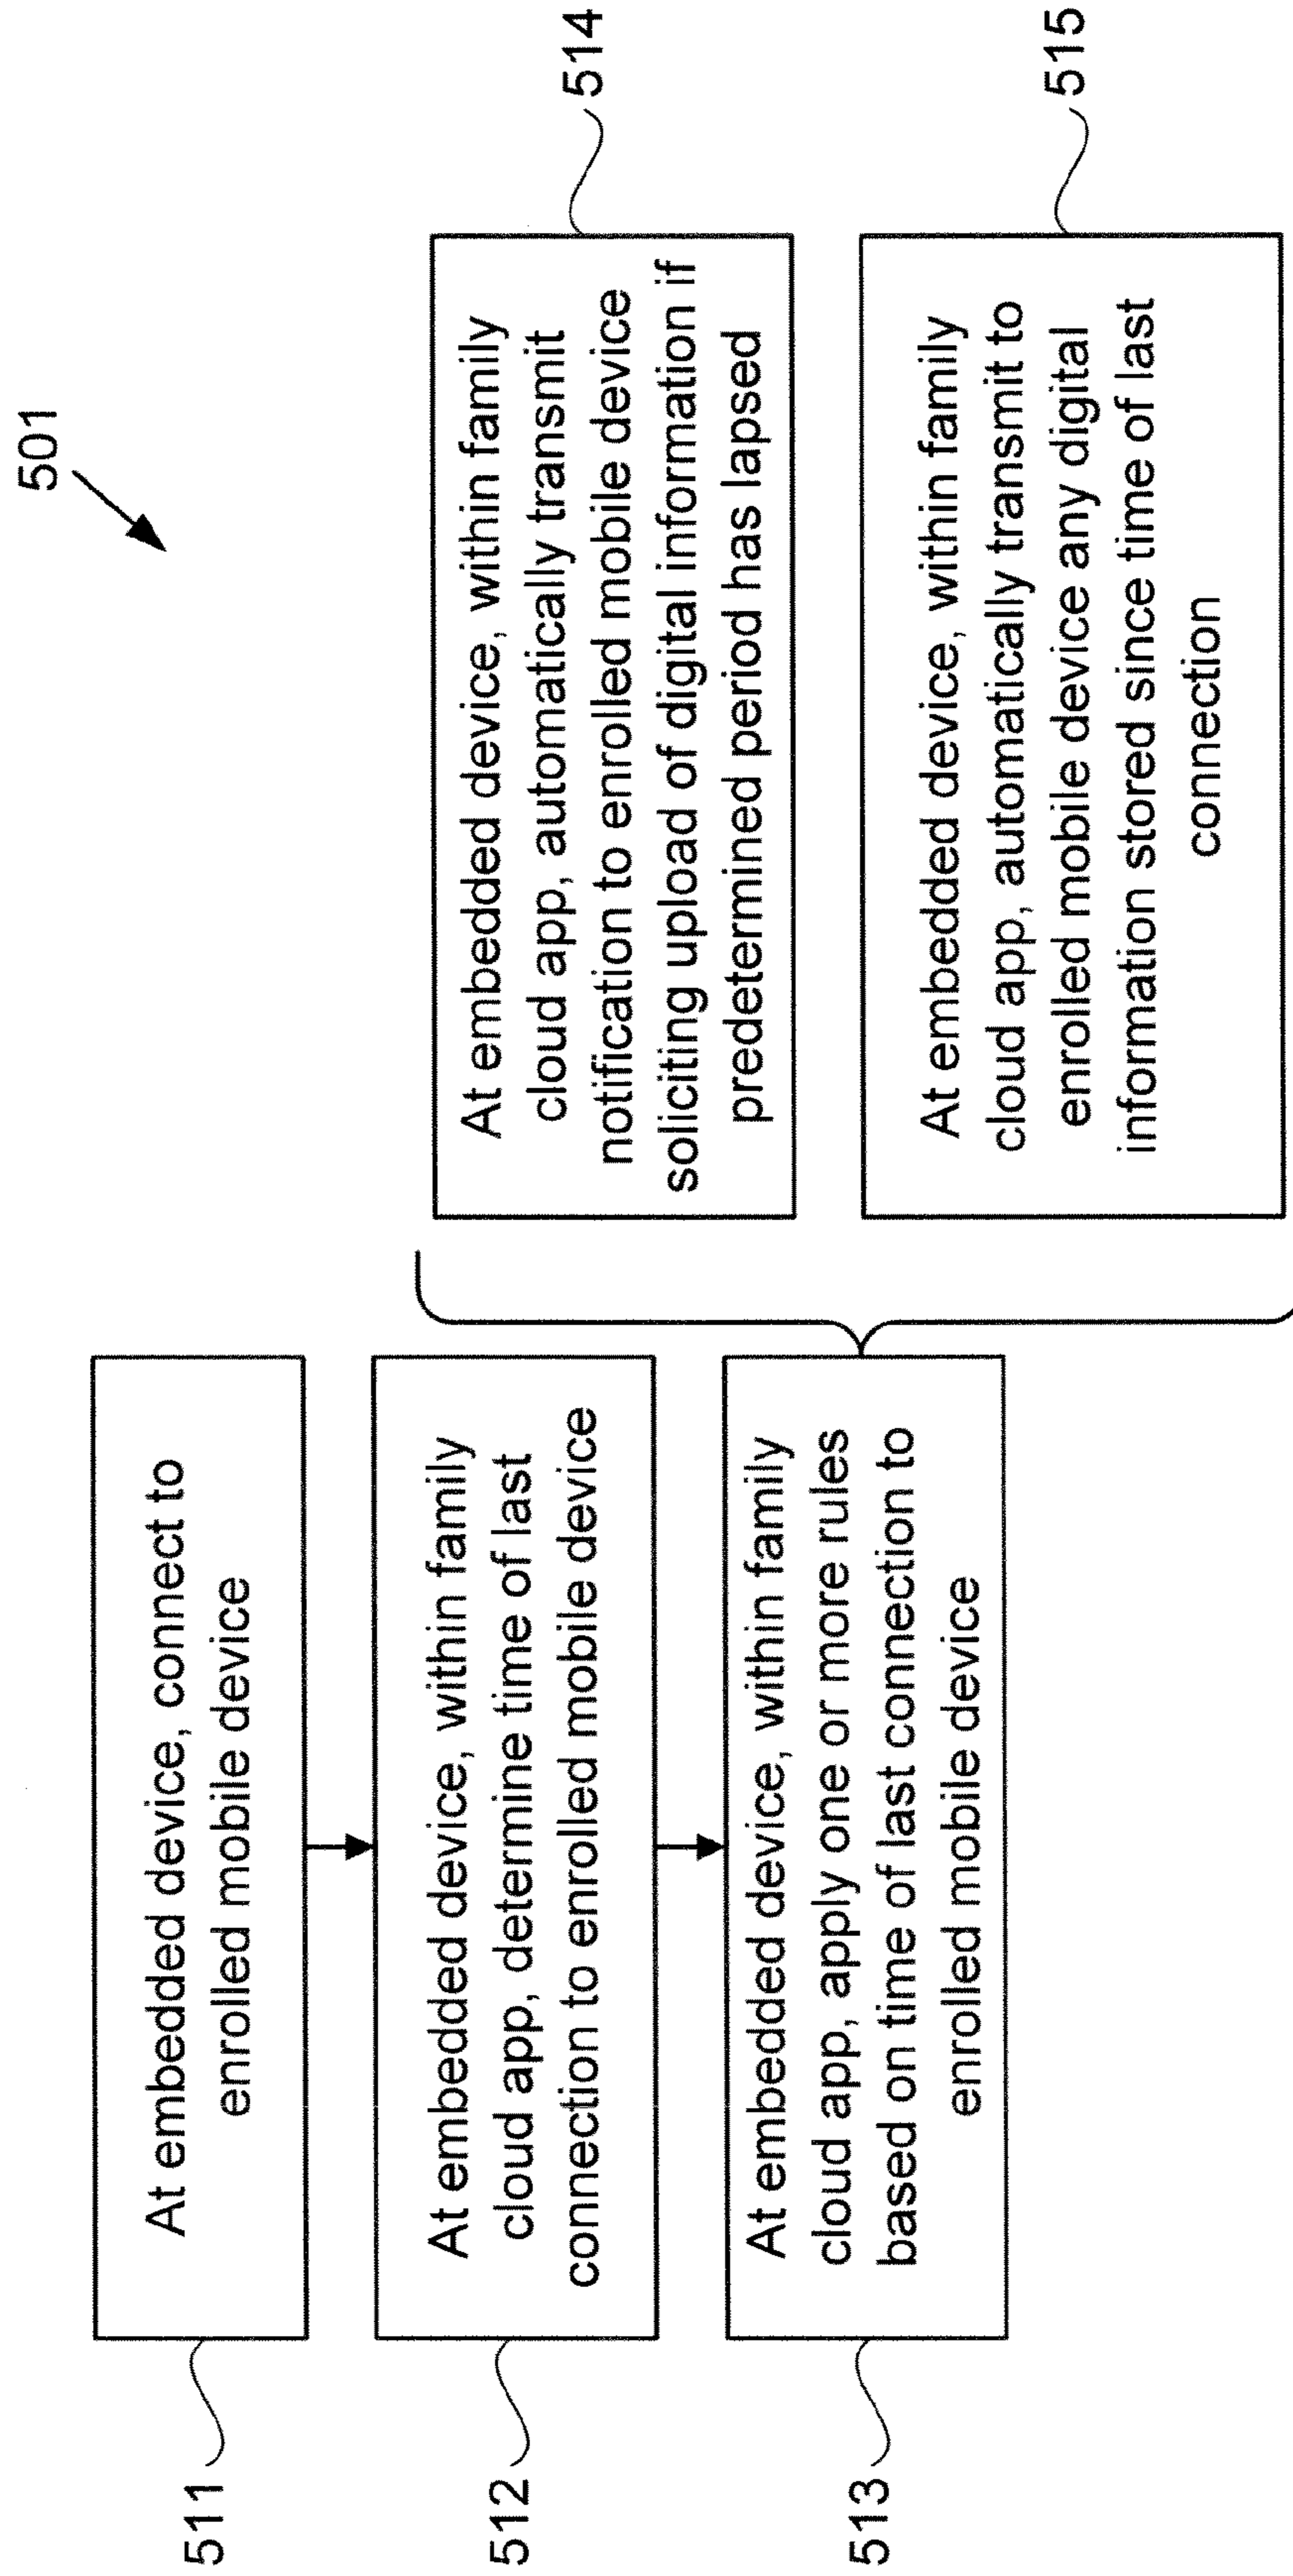 501
511
At embedded device, connect to
enrolled mobile device
512
At embedded device, within family
cloud app, determine time of last
connection to enrolled mobile device
513
At embedded device, within family
cloud app, apply one or more rules
based on time of last connection to
enrolled mobile device
At embedded device, within family
cloud app, automatically transmit
notification to enrolled mobile device
soliciting upload of digital information if
predetermined period has lapsed
514
At embedded device, within family
cloud app, automatically transmit to
enrolled mobile device any digital
information stored since time of last
connection
515